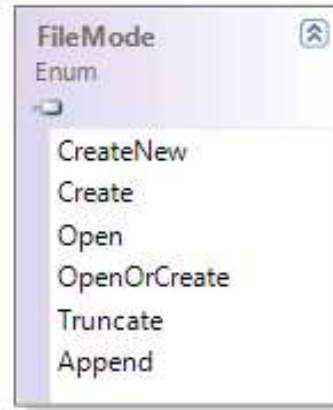 FileMode
Enum
CreateNew
Create
Open
OpenOrCreate
Truncate
Append